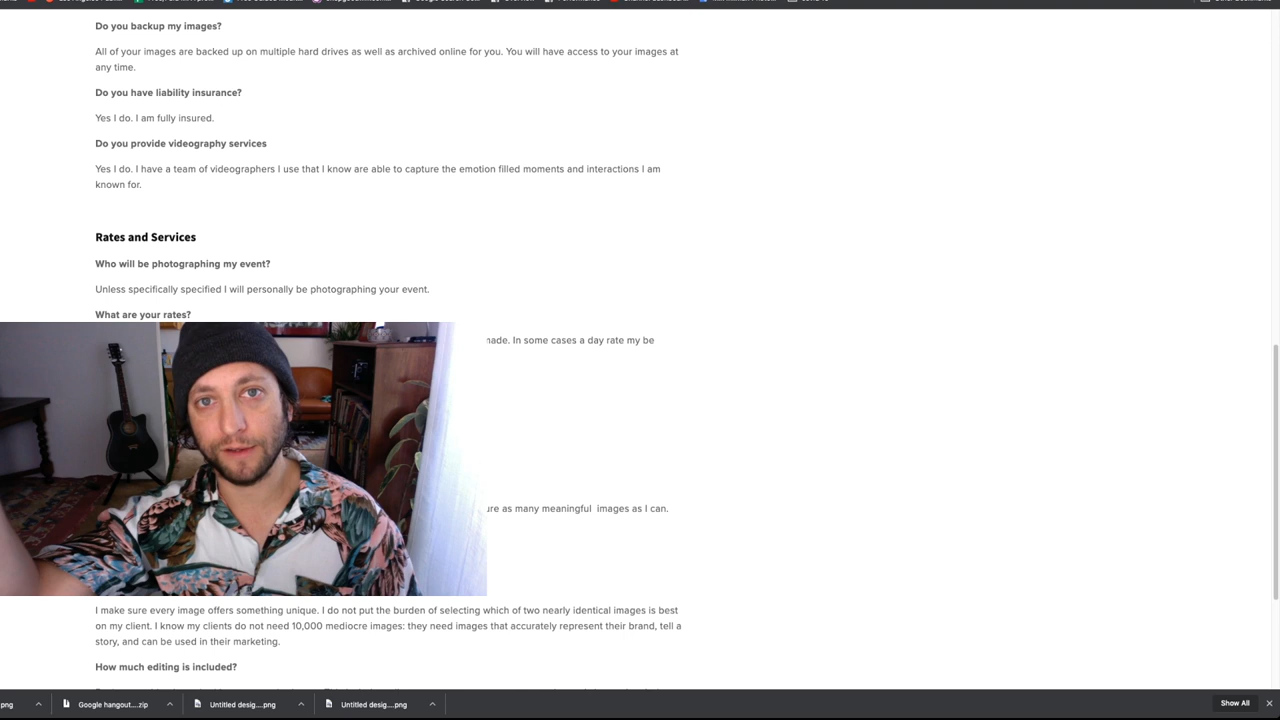 Other Bookmarks
Do you backup my images?
All of your images are backed up on multiple hard drives as well as archived online for you. You will have access to your images at
any time.
Do you have liability insurance?
Yes I do. I am fully insured.
Do you provide videography services
Yes I do. I have a team of videographers I use that I know are able to capture the emotion filled moments and interactions I am
known for.
Rates and Services
Who will be photographing my event?
Unless specifically specified I will personally be photographing your event.
What are your rates?
made. In some cases a day rate my be
as many meaningful images as I can.
I make sure every image offers something unique. I do not put the burden of selecting which of two nearly identical images is best
on my client. I know my clients do not need 10,000 mediocre images: they need images that accurately represent their brand, tell a
story, and can be used in their marketing.
How much editing is included?
png Google hangout....zip Untitled desig....png Untitled desig....png Show All